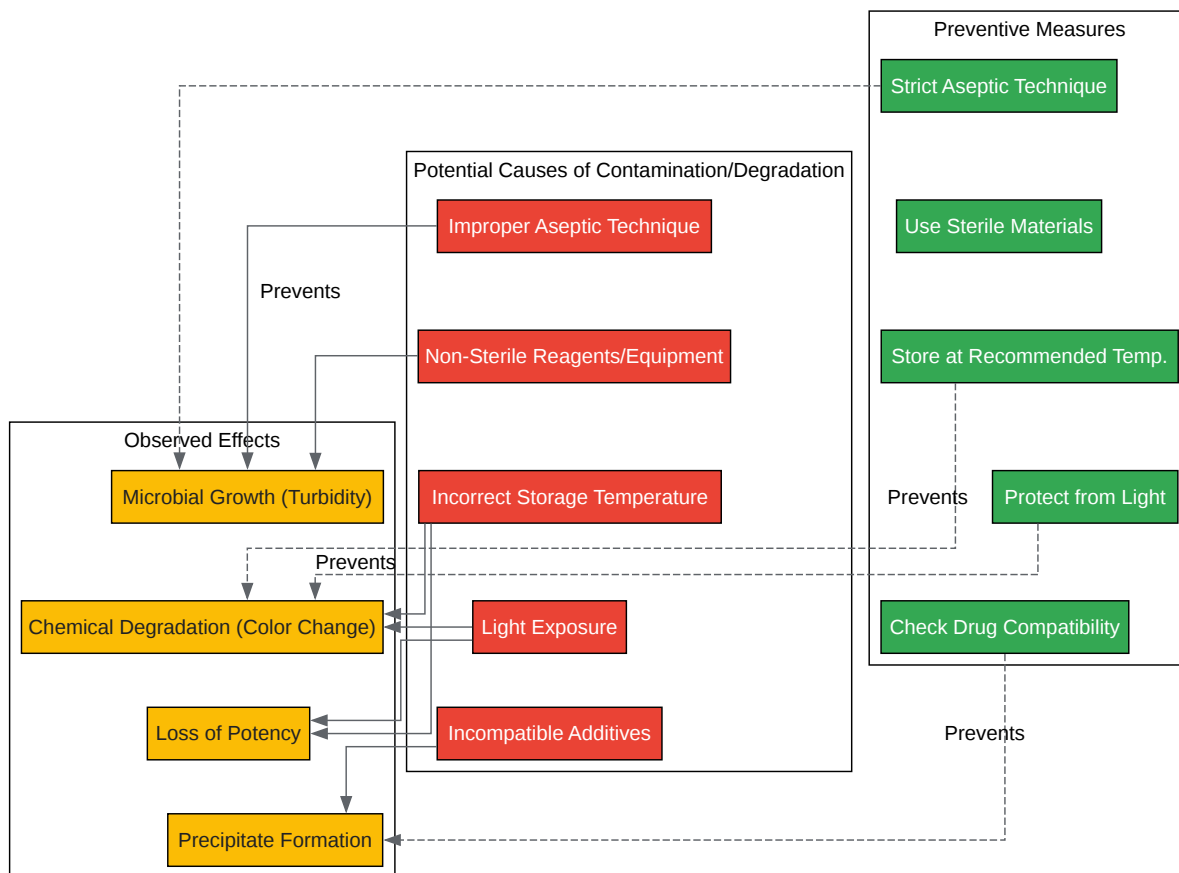 Preventive Measures
Strict Aseptic Technique
Potential Causes of Contamination/Degradation
Improper Aseptic Technique
Use Sterile Materials
Prevents
Non-Sterile Reagents/Equipment
Store at Recommended Temp.
Observed Effects
Microbial Growth (Turbidity)
Incorrect Storage Temperature
Prevents
Protect from Light
Prevents
Chemical Degradation (Color Change)
Light Exposure
Check Drug Compatibility
Loss of Potency
Incompatible Additives
Prevents
Precipitate Formation